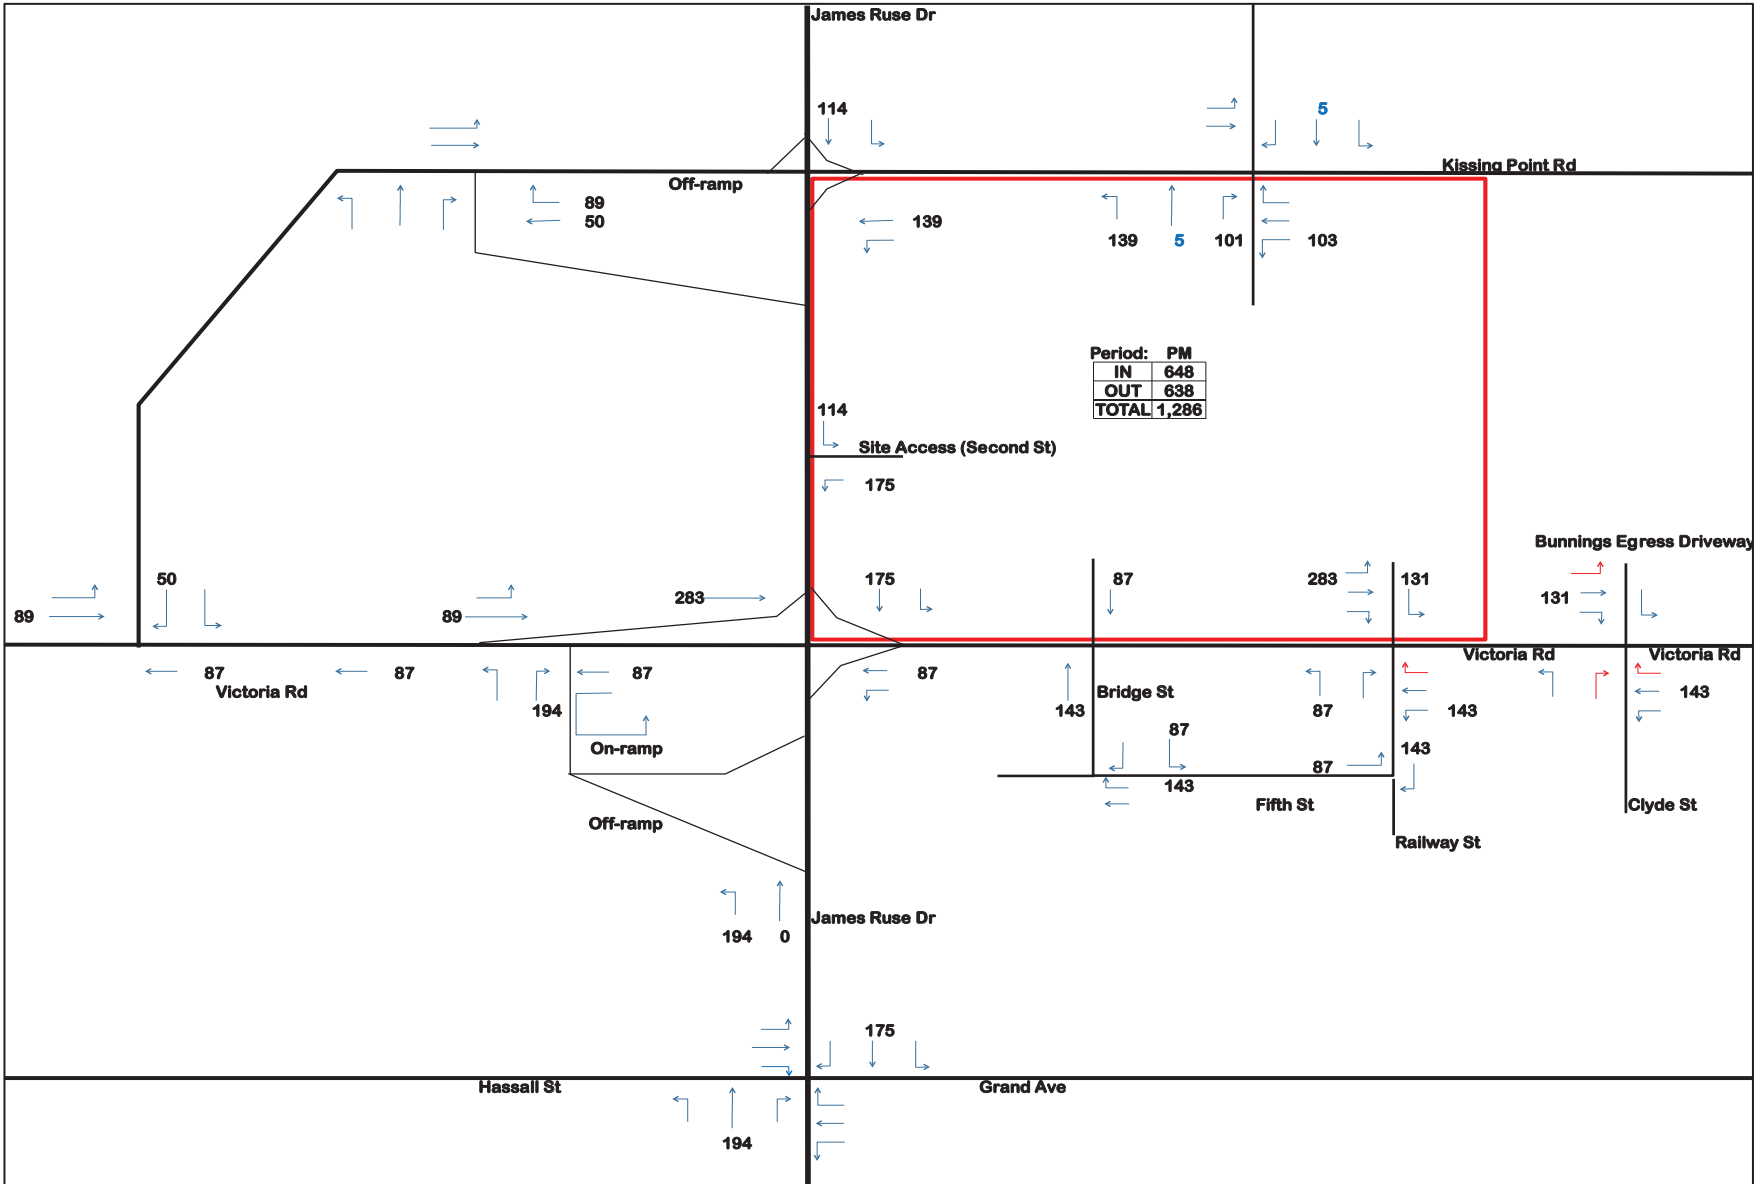 James Ruse Dr
114
5
Kissing Point Rd
Off-ramp
89
50
139
139
5
101
103
Period: PM
IN 648
OUT 638
TOTAL 1,286
114
Site Access (Second St)
175
Bunnings Egress Driveway
50
89
89
283
175
87
283
131
131
87
Victoria Rd
87
194
87
87
143
Bridge St
87
143
Victoria Rd
Victoria Rd
143
87
143
87
143
On-ramp
Off-ramp
Fifth St
Clyde St
Railway St
James Ruse Dr
194
0
175
Hassall St
Grand Ave
194